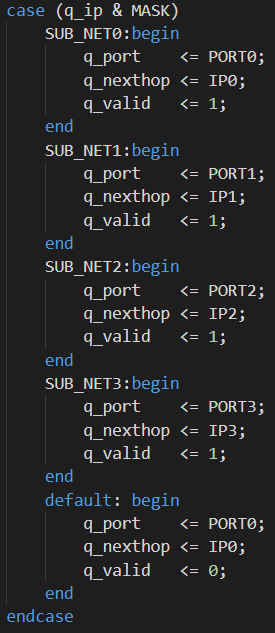 case (q_ip & MASK)
    SUB_NET0:begin
        q_port    <= PORT0;
        q_nexthop <= IP0;
        q_valid   <= 1;
    end
    SUB_NET1:begin
        q_port    <= PORT1;
        q_nexthop <= IP1;
        q_valid   <= 1;
    end
    SUB_NET2:begin
        q_port    <= PORT2;
        q_nexthop <= IP2;
        q_valid   <= 1;
    end
    SUB_NET3:begin
        q_port    <= PORT3;
        q_nexthop <= IP3;
        q_valid   <= 1;
    end
    default: begin
        q_port    <= PORT0;
        q_nexthop <= IP0;
        q_valid   <= 0;
    end
endcase